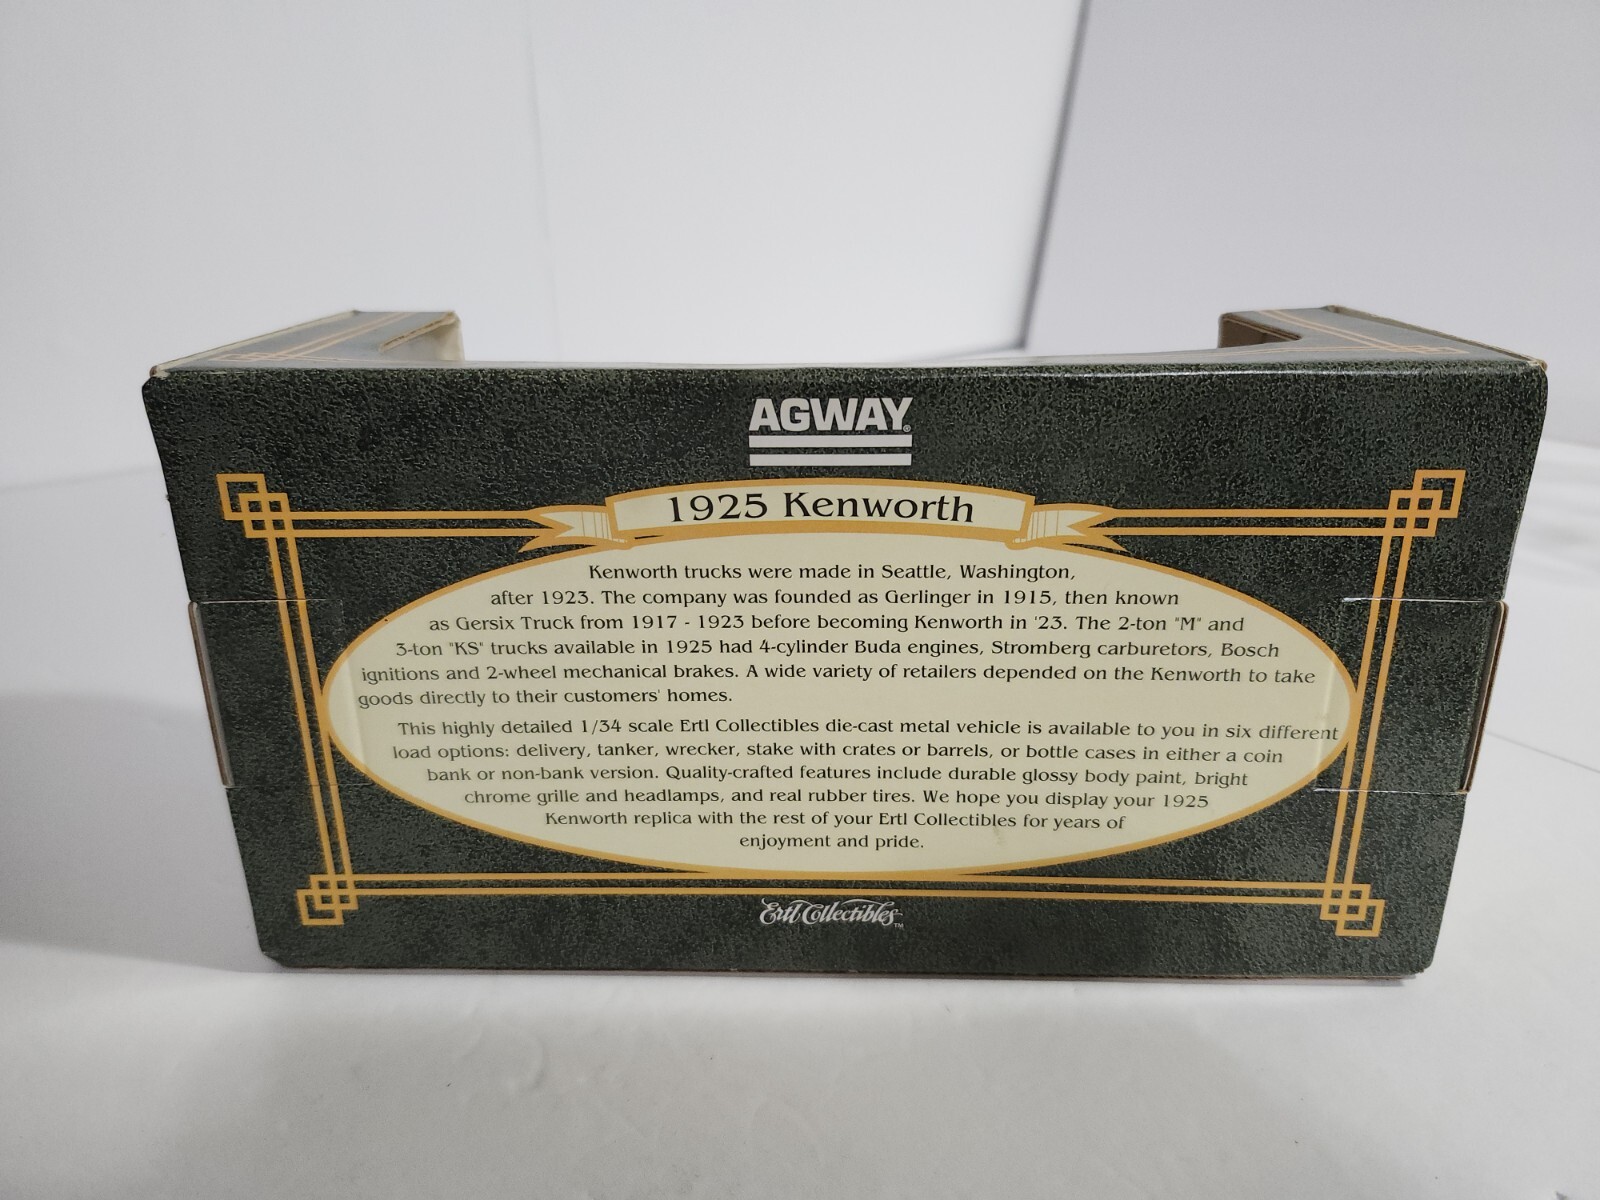 AGWAY®
1925 Kenworth
Kenworth trucks were made in Seattle, Washington,
after 1923. The company was founded as Gerlinger in 1915, then known
as Gersix Truck from 1917 - 1923 before becoming Kenworth in '23. The 2-ton "M" and
3-ton "KS" trucks available in 1925 had 4-cylinder Buda engines, Stromberg carburetors, Bosch
ignitions and 2-wheel mechanical brakes. A wide variety of retailers depended on the Kenworth to take
goods directly to their customers' homes.
This highly detailed 1/34 scale Ertl Collectibles die-cast metal vehicle is available to you in six different
load options: delivery, tanker, wrecker, stake with crates or barrels, or bottle cases in either a coin
bank or non-bank version. Quality-crafted features include durable glossy body paint, bright
chrome grille and headlamps, and real rubber tires. We hope you display your 1925
Kenworth replica with the rest of your Ertl Collectibles for years of
enjoyment and pride.
Ertl Collectibles™